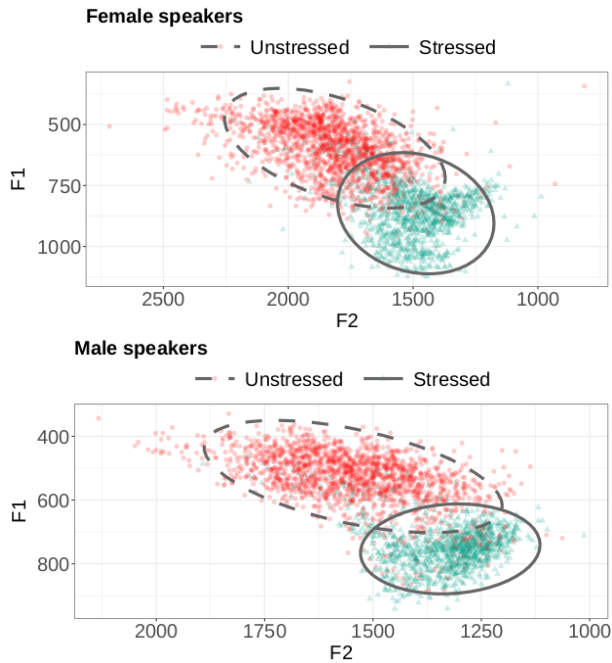 Female speakers
Unstressed Stressed
500
750
1000
F1
2500 2000 1500 1000
F2
Male speakers
Unstressed Stressed
400
600
800
F1
2000 1750 1500 1250 1000
F2